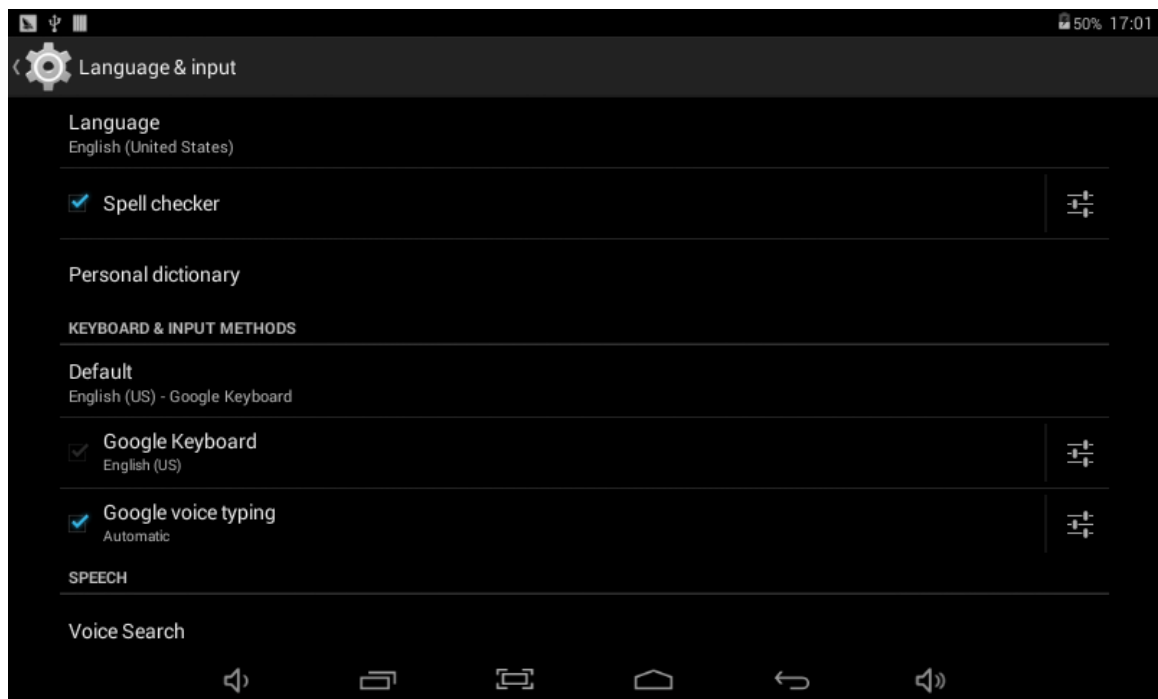 50% 17:01
Language & input
Language
English (United States)
Spell checker
Personal dictionary
KEYBOARD & INPUT METHODS
Default
English (US) - Google Keyboard
Google Keyboard
English (US)
Google voice typing
Automatic
SPEECH
Voice Search